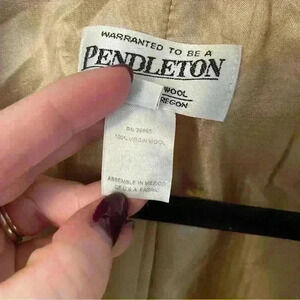 WARRANTED TO BE A
PENDLETON
WOOL
REGON
100% VIRGIN WOOL
ASSEMBLE IN MEXICO
OF U.S.A. FABRIC